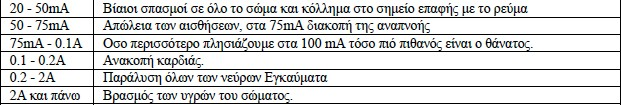 20 - 50mA Βίαιοι σπασμοί σε όλο το σώμα και κόλλημα στο σημείο επαφής με το ρεύμα
50 - 75mA Απώλεια των αισθήσεων, στα 75mA διακοπή της αναπνοής
75mA - 0.1A Οσο περισσότερο πλησιάζουμε στα 100 mA τόσο πιό πιθανός είναι ο θάνατος.
0.1 - 0.2A Ανακοπή καρδιάς.
0.2 - 2A Παράλυση όλων των νεύρων Εγκαύματα
2A και πάνω Βρασμός των υγρών του σώματος.